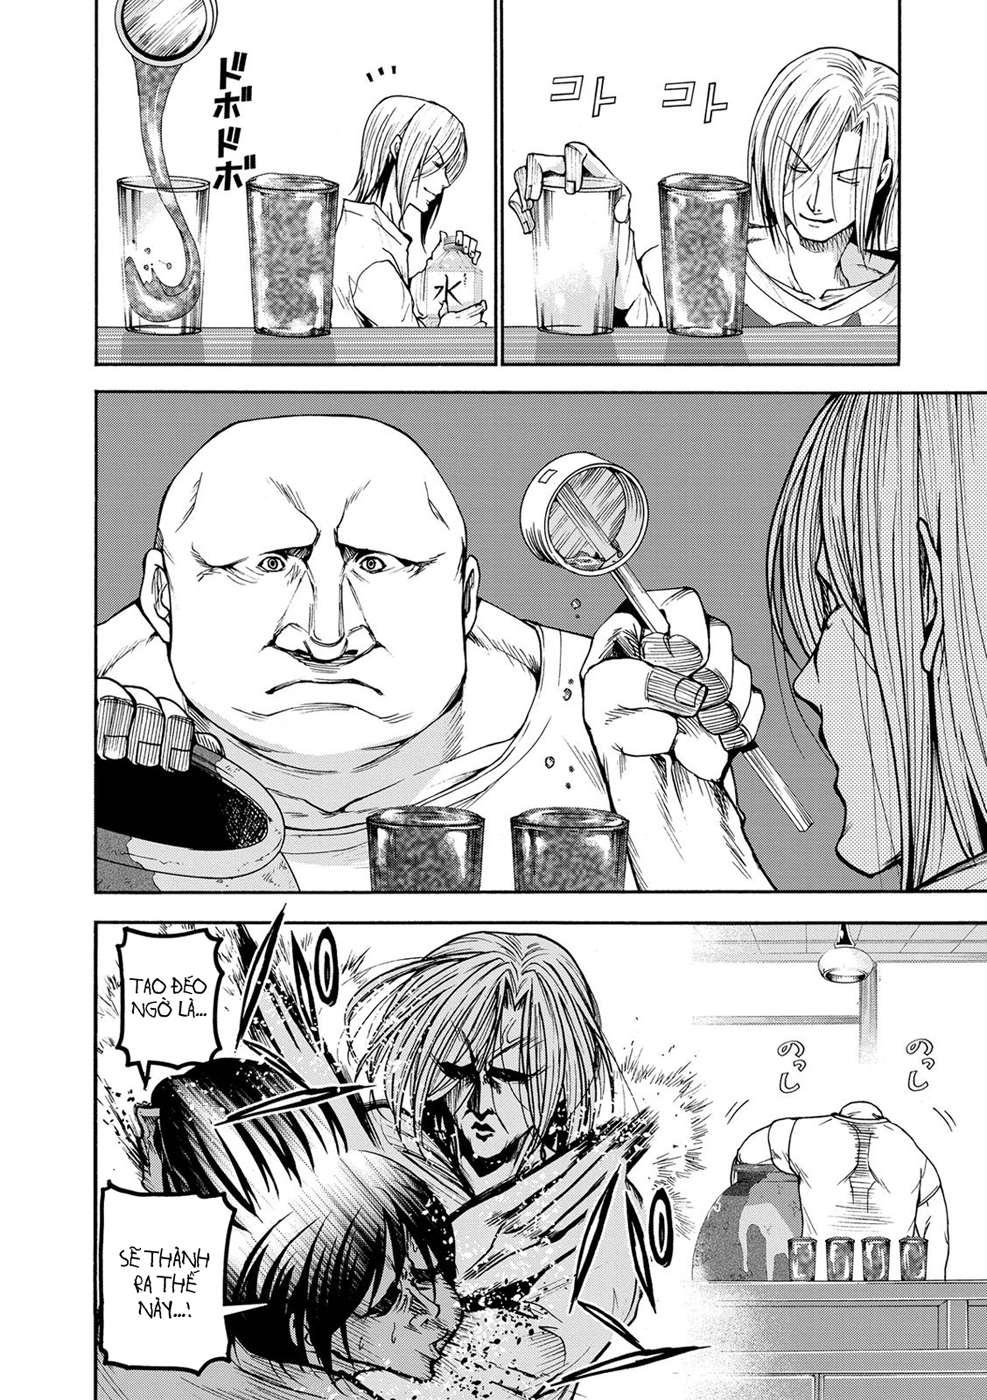 コト
コト
ドボドボ
水
のっし
のっし
TAO ĐÉO
NGỜ LÀ...
SẼ THÀNH
RA THẾ
NÀY...!